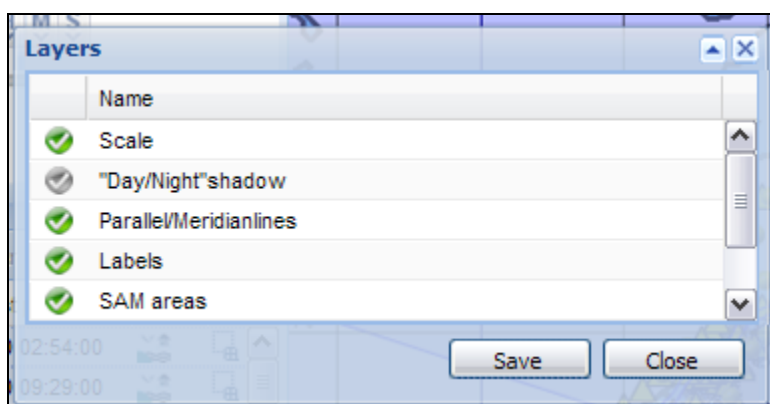 M S
Layers
Name
Scale
"Day/Night"shadow
Parallel/Meridianlines
Labels
SAM areas
02:54:00
Save Close
09:29:00